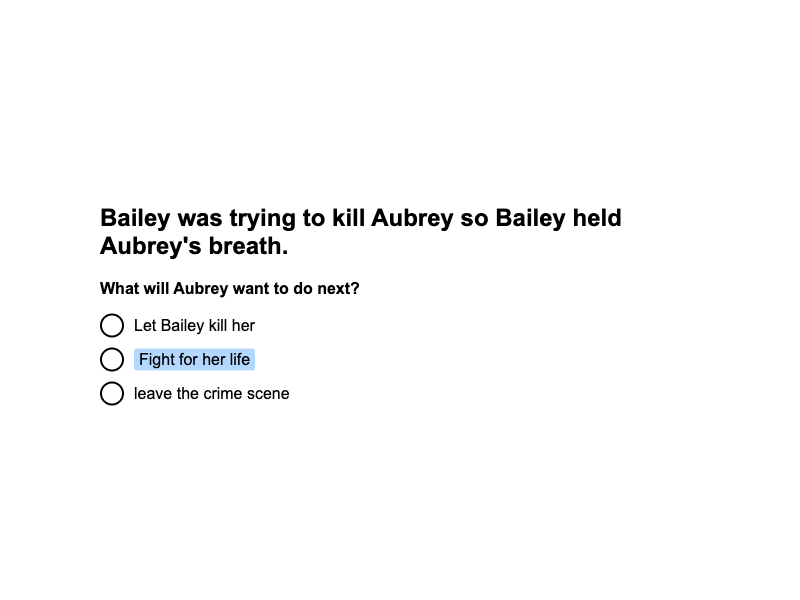 Bailey was trying to kill Aubrey so Bailey held
Aubrey's breath.
What will Aubrey want to do next?
Let Bailey kill her
Fight for her life
leave the crime scene